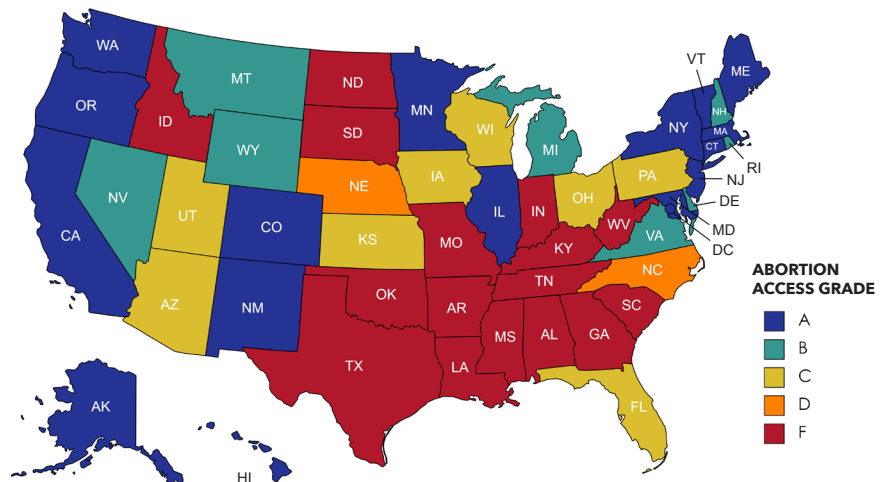 WA
MT
ND
MN
VT
ME
OR
ID
SD
WI
NY
NH
MA
CT
WY
MI
RI
NV
NE
IA
PA
NJ
UT
CO
IL
IN
OH
DE
CA
KS
MO
WV
VA
MD
KY
DC
AZ
NM
OK
AR
TN
NC
SC
MS
AL
GA
TX
LA
FL
AK
HI
ABORTION
ACCESS GRADE
A
B
C
D
F